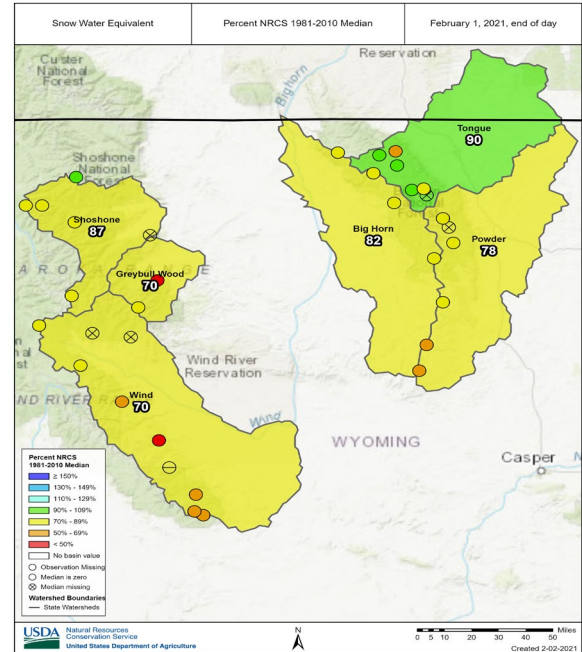 Snow Water Equivalent
Percent NRCS 1981-2010 Median
February 1, 2021, end of day
Custer
National
Forest
Reservation
Bighorn
Tongue
90
Shoshone
National
Forest
Shoshone
87
Big Horn
82
Powder
78
Greybull Wood
70
Wind River
Reservation
Wind
70
Wind
WYOMING
Casper
Percent NRCS
1981-2010 Median
≥ 150%
130% - 149%
110% - 129%
90% - 109%
70% - 89%
50% - 69%
< 50%
No basin value
Observation Missing
Median is zero
Median missing
Watershed Boundaries
State Watersheds
USDA
Natural Resources
Conservation Service
United States Department of Agriculture
N
0 5 10 20 30 40 50 Miles
Created 2-02-2021